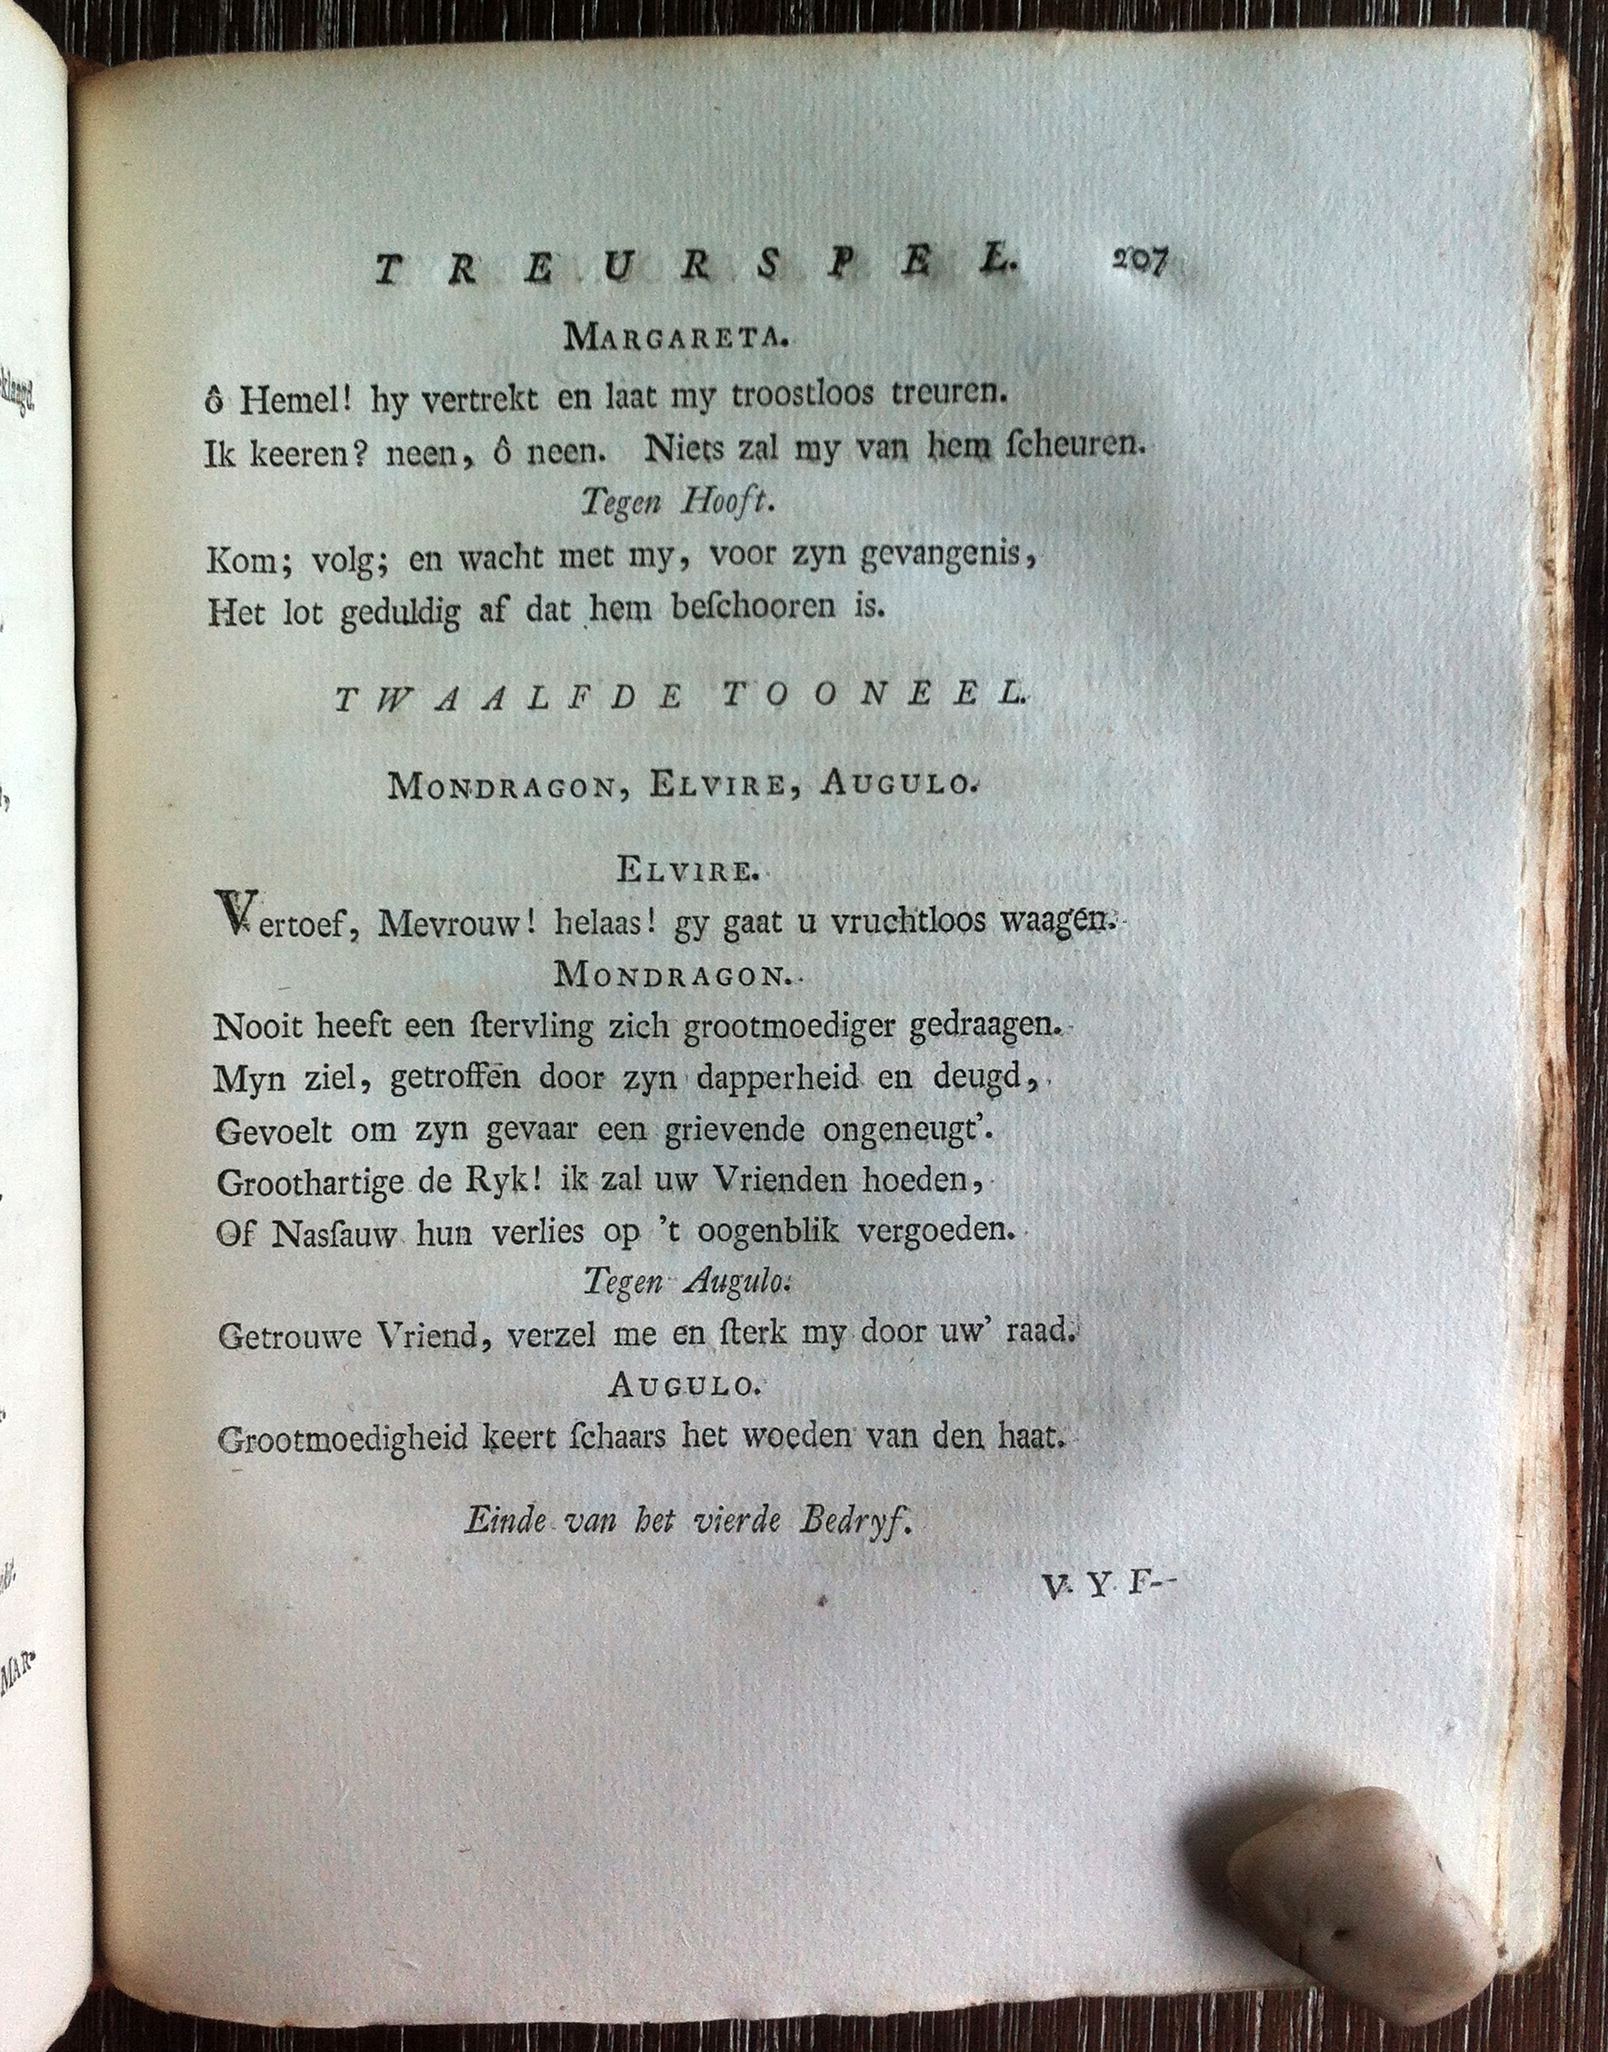 TREURSPEL. 207
MARGARETA.
ô Hemel! hy vertrekt en laat my troostloos treuren.
Ik keeren? neen, ô neen. Niets zal my van hem ſcheuren.
Tegen Hooft.
Kom; volg; en wacht met my, voor zyn gevangenis,
Het lot geduldig af dat hem beſchooren is.
TWAALFDE TOONEEL.
MONDRAGON, ELVIRE, AUGULO.
ELVIRE.
Vertoef, Mevrouw! helaas! gy gaat u vruchtloos waagen.
MONDRAGON.
Nooit heeft een ſtervling zich grootmoediger gedraagen.
Myn ziel, getroffen door zyn dapperheid en deugd,
Gevoelt om zyn gevaar een grievende ongeneugt'.
Groothartige de Ryk! ik zal uw Vrienden hoeden,
Of Nasſauw hun verlies op 't oogenblik vergoeden.
Tegen Augulo.
Getrouwe Vriend, verzel me en ſterk my door uw' raad.
AUGULO.
Grootmoedigheid keert ſchaars het woeden van den haat.
Einde van het vierde Bedryf.
VYF-
klaagd.
MAR-